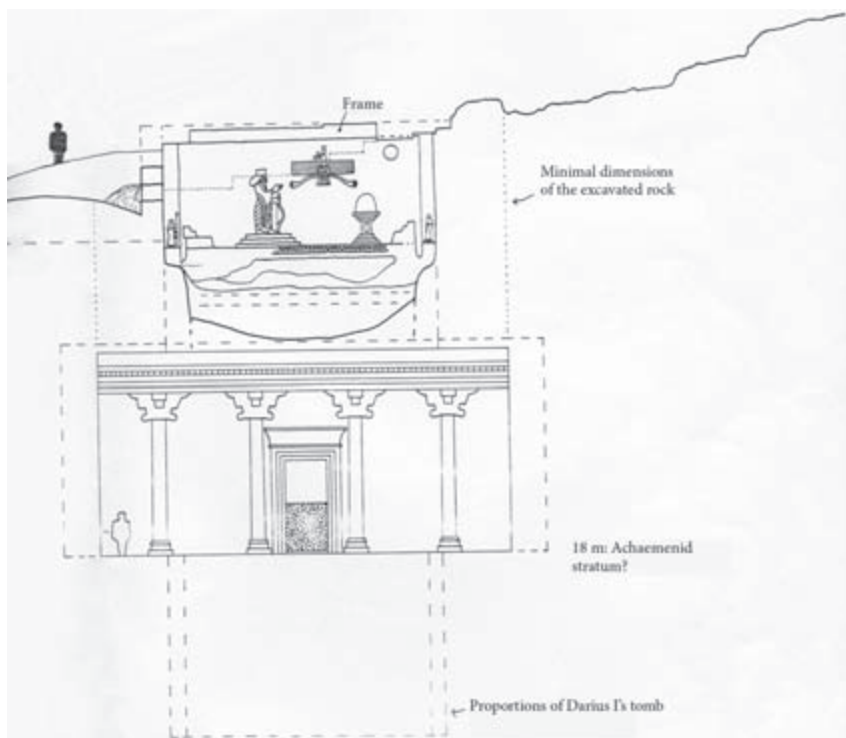 Frame
Minimal dimensions
of the excavated rock
18 m: Achaemenid
stratum?
Proportions of Darius I's tomb